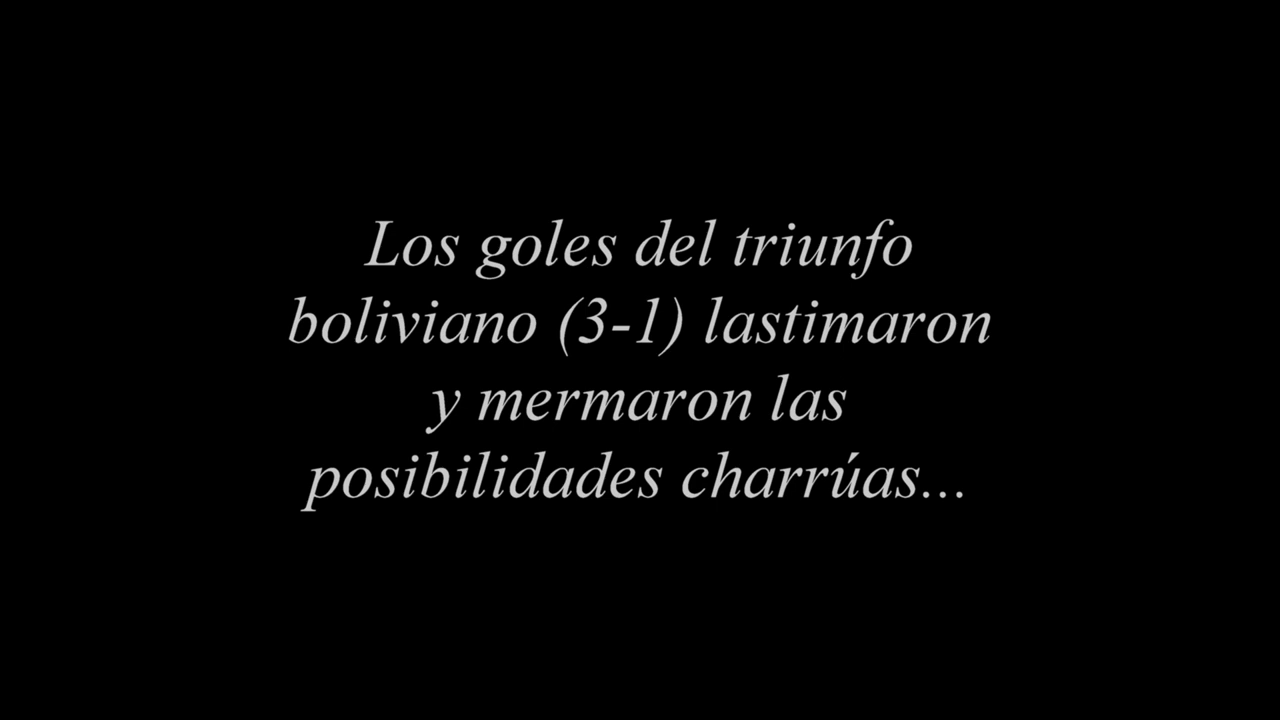 Los goles del triunfo
boliviano (3-1) lastimaron
y mermaron las
posibilidades charrúas...